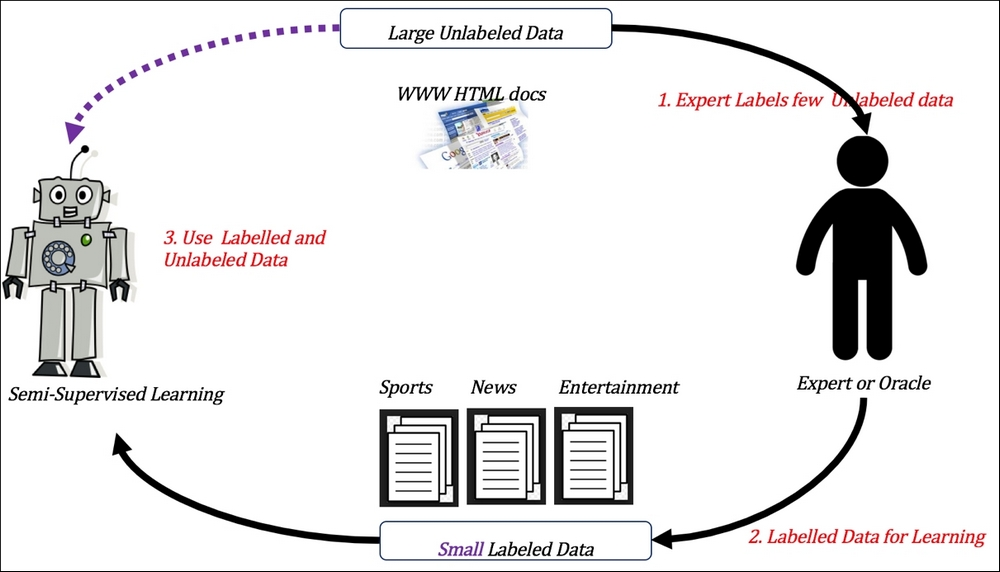 Large Unlabeled Data
WWW HTML docs
Google
1. Expert Labels few Unlabeled data
3. Use Labelled and
Unlabeled Data
Semi-Supervised Learning
Expert or Oracle
Sports News Entertainment
Small Labeled Data
2. Labelled Data for Learning